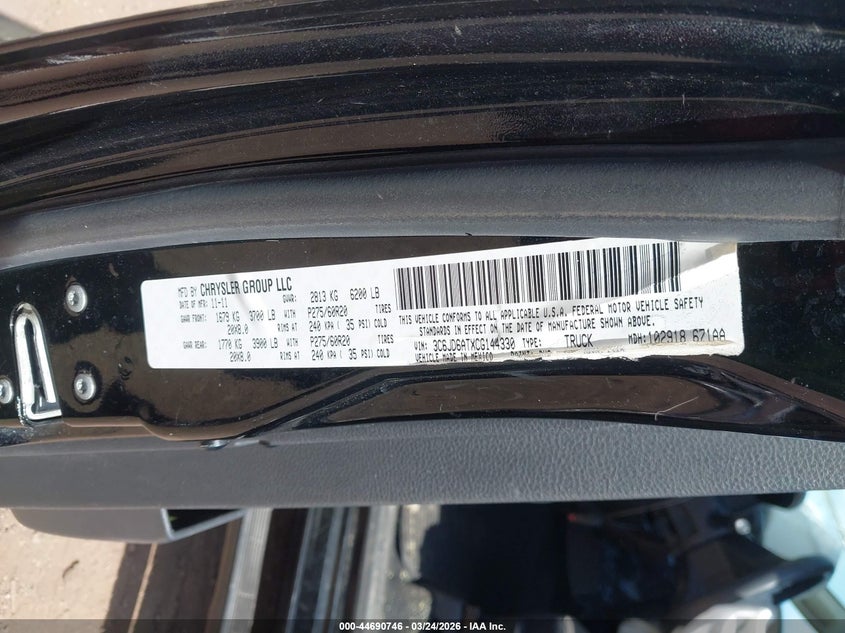 MFD BY CHRYSLER GROUP LLC
DATE OF MFR: 11-11 GVWR: 2813 KG 6200 LB
GAWR FRONT: 1679 KG 3700 LB WITH P275/60R20 TIRES
20X8.0 RIMS AT 240 KPA ( 35 PSI) COLD
GAWR REAR: 1770 KG 3900 LB WITH P275/60R20 TIRES
20X8.0 RIMS AT 240 KPA ( 35 PSI) COLD
THIS VEHICLE CONFORMS TO ALL APPLICABLE U.S.A. FEDERAL MOTOR VEHICLE SAFETY
STANDARDS IN EFFECT ON THE DATE OF MANUFACTURE SHOWN ABOVE.
VIN: 3C6JD6ATXCG144330 TYPE: TRUCK MDH: 102918 671AA
VEHICLE MADE IN MEXICO
000-44690746 - 03/24/2026 - IAA Inc.